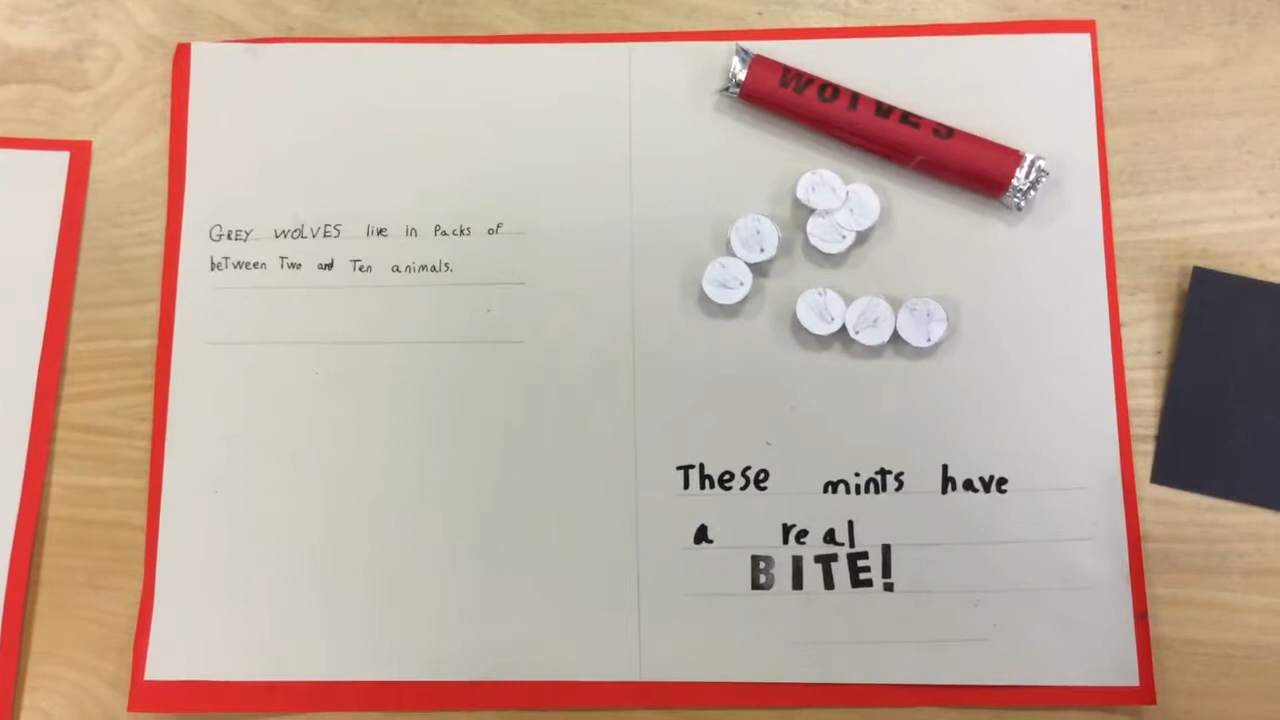 GREY WOLVES live in Packs of
beTween Two and Ten animals.
WOLVES
These mints have
a real
BITE!